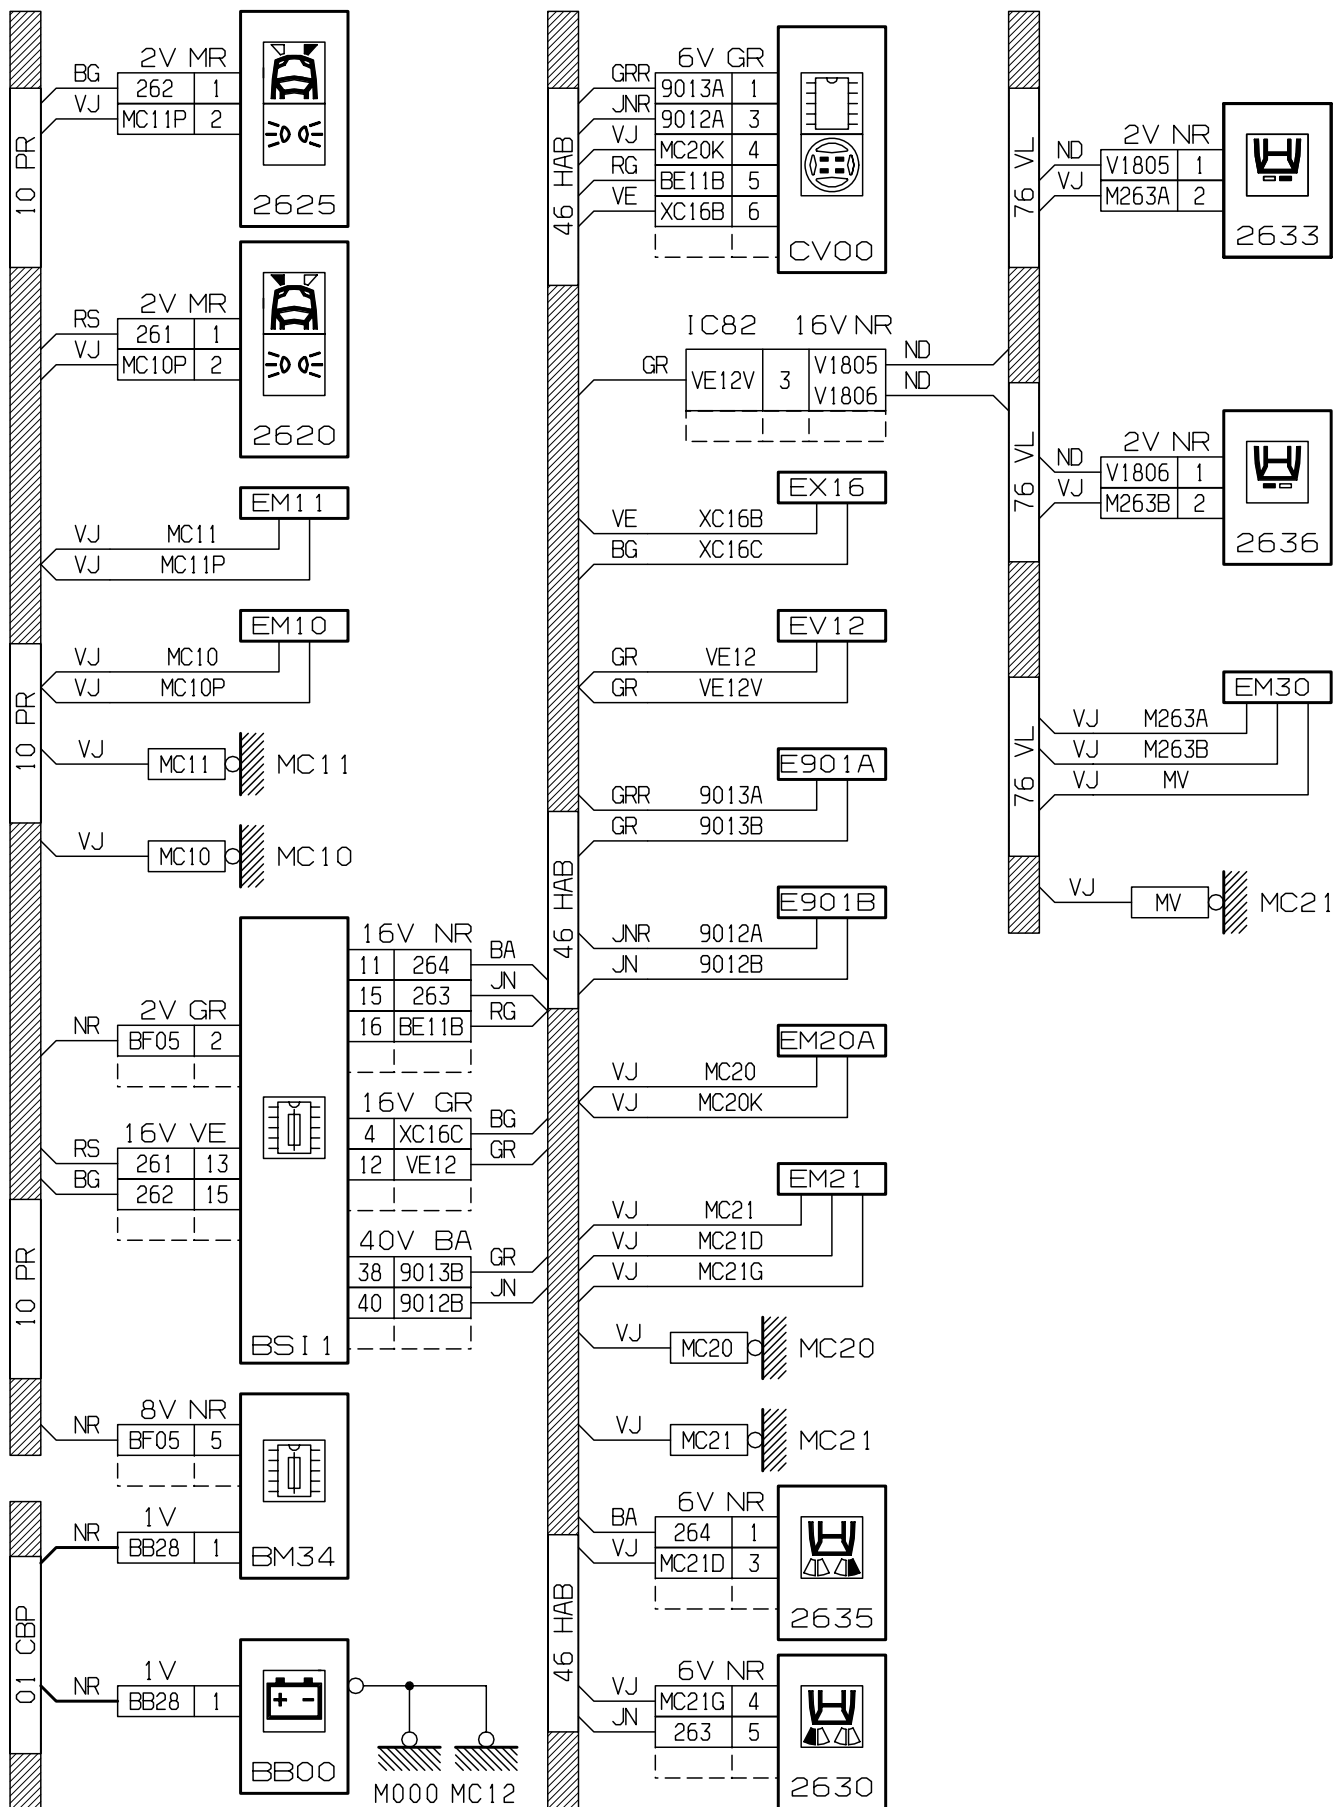 10 PR
BG
VJ
2V MR
262 1
MC11P 2
2625
RS
VJ
2V MR
261 1
MC10P 2
2620
EM11
VJ MC11
VJ MC11P
EM10
VJ MC10
VJ MC10P
10 PR
VJ MC11 MC11
VJ MC10 MC10
NR
2V GR
BF05 2
RS
BG
16V VE
261 13
262 15
BSI1
16V NR
11 264 BA
15 263 JN
16 BE11B RG
16V GR
4 XC16C BG
12 VE12 GR
40V BA
38 9013B GR
40 9012B JN
10 PR
NR
8V NR
BF05 5
NR
1V
BB28 1
BM34
01 CBP
NR
1V
BB28 1
+ -
BB00
M000 MC12
46 HAB
6V GR
GRR 9013A 1
JNR 9012A 3
VJ MC20K 4
RG BE11B 5
VE XC16B 6
CV00
IC82 16V NR
GR VE12V 3 V1805 ND
V1806 ND
EX16
VE XC16B
BG XC16C
EV12
GR VE12
GR VE12V
E901A
GRR 9013A
GR 9013B
46 HAB
E901B
JNR 9012A
JN 9012B
EM20A
VJ MC20
VJ MC20K
EM21
VJ MC21
VJ MC21D
VJ MC21G
VJ MC20 MC20
VJ MC21 MC21
46 HAB
6V NR
BA 264 1
VJ MC21D 3
2635
6V NR
VJ MC21G 4
JN 263 5
2630
76 VL
2V NR
ND V1805 1
VJ M263A 2
2633
76 VL
2V NR
ND V1806 1
VJ M263B 2
2636
76 VL
EM30
VJ M263A
VJ M263B
VJ MV
VJ MV MC21